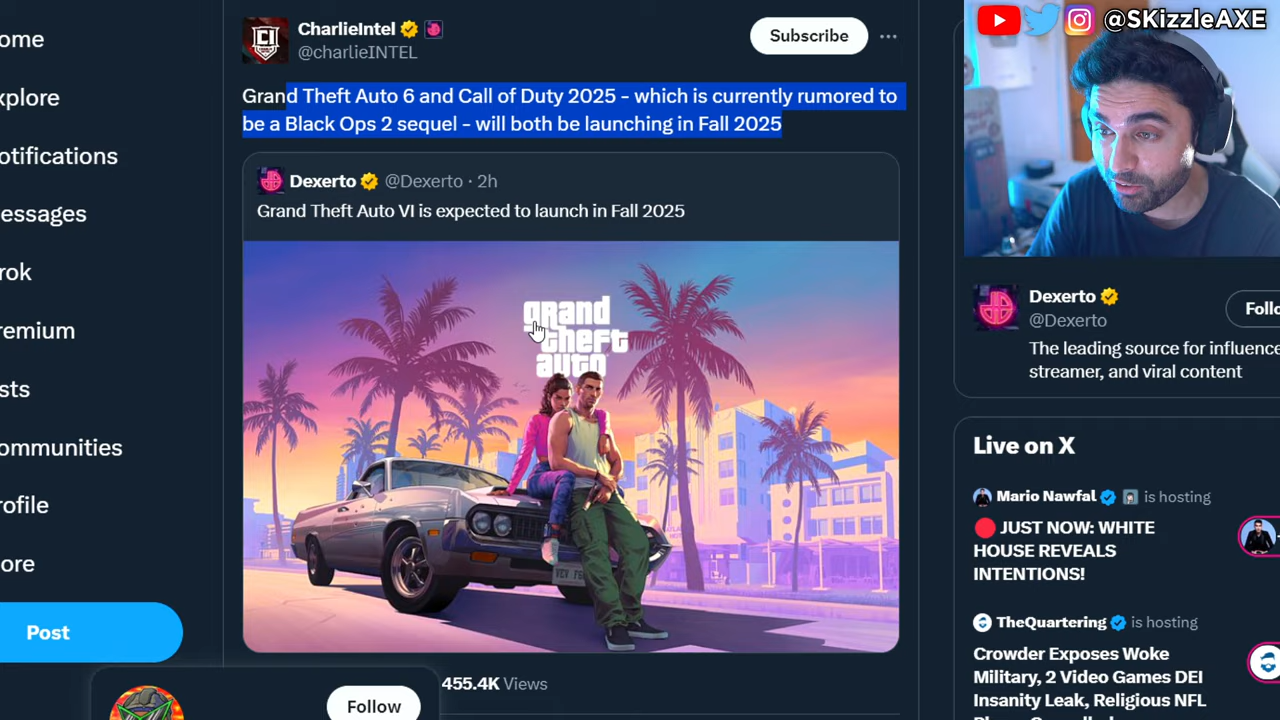 @SKizzleAXE
ome
xplore
otifications
essages
rok
remium
sts
ommunities
rofile
ore
Post
CharlieIntel
@charlieINTEL
Subscribe
Grand Theft Auto 6 and Call of Duty 2025 - which is currently rumored to
be a Black Ops 2 sequel - will both be launching in Fall 2025
Dexerto @Dexerto · 2h
Grand Theft Auto VI is expected to launch in Fall 2025
grand
theft
auto
455.4K Views
Follow
Dexerto
@Dexerto
Follo
The leading source for influence
streamer, and viral content
Live on X
Mario Nawfal is hosting
JUST NOW: WHITE
HOUSE REVEALS
INTENTIONS!
TheQuartering is hosting
Crowder Exposes Woke
Military, 2 Video Games DEI
Insanity Leak, Religious NFL